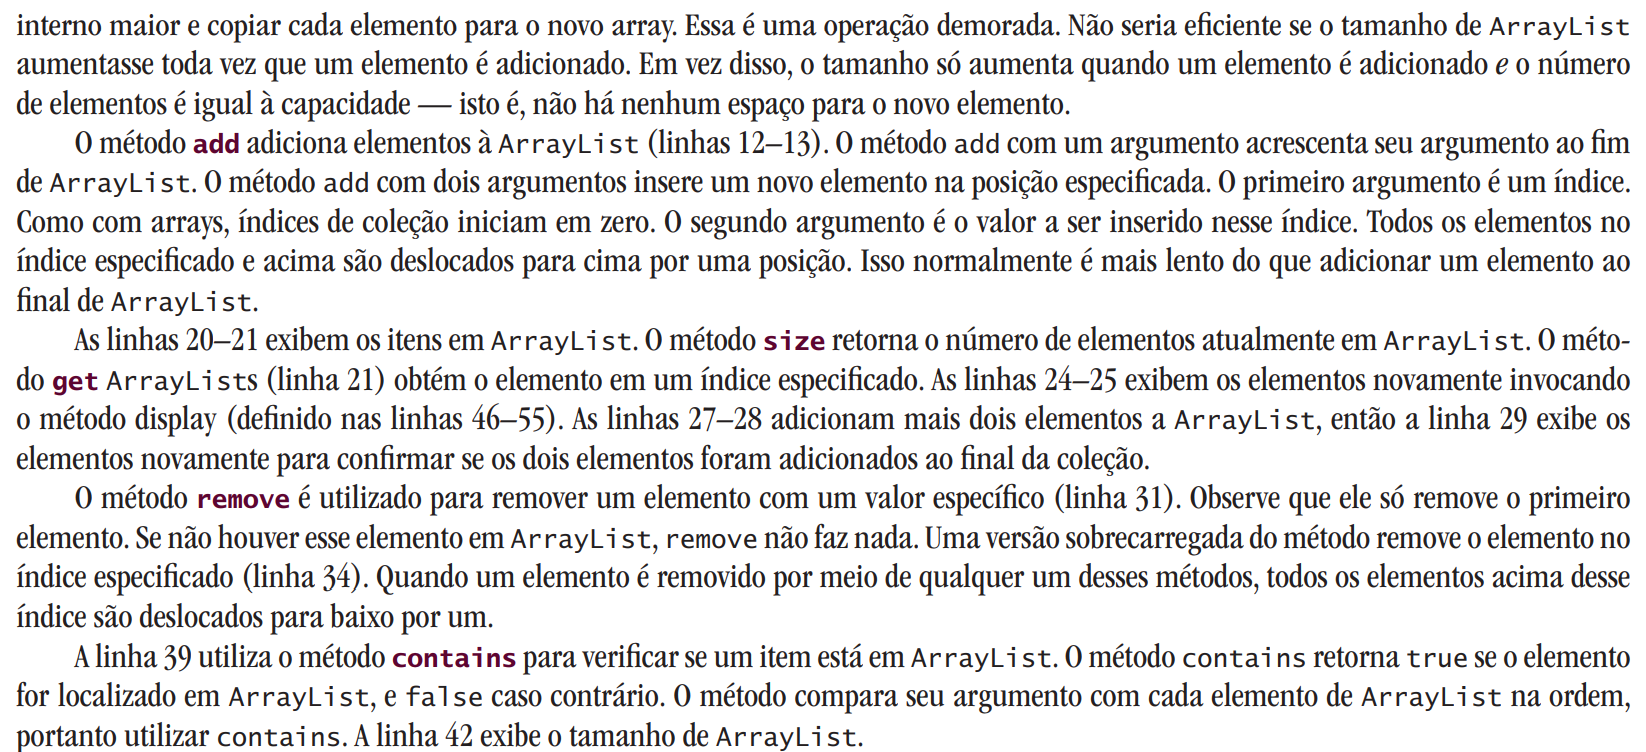 interno maior e copiar cada elemento para o novo array. Essa é uma operação demorada. Não seria eficiente se o tamanho de ArrayList
aumentasse toda vez que um elemento é adicionado. Em vez disso, o tamanho só aumenta quando um elemento é adicionado e o número
de elementos é igual à capacidade — isto é, não há nenhum espaço para o novo elemento.
O método add adiciona elementos à ArrayList (linhas 12–13). O método add com um argumento acrescenta seu argumento ao fim
de ArrayList. O método add com dois argumentos insere um novo elemento na posição especificada. O primeiro argumento é um índice.
Como com arrays, índices de coleção iniciam em zero. O segundo argumento é o valor a ser inserido nesse índice. Todos os elementos no
índice especificado e acima são deslocados para cima por uma posição. Isso normalmente é mais lento do que adicionar um elemento ao
final de ArrayList.
As linhas 20–21 exibem os itens em ArrayList. O método size retorna o número de elementos atualmente em ArrayList. O méto-
do get ArrayLists (linha 21) obtém o elemento em um índice especificado. As linhas 24–25 exibem os elementos novamente invocando
o método display (definido nas linhas 46–55). As linhas 27–28 adicionam mais dois elementos a ArrayList, então a linha 29 exibe os
elementos novamente para confirmar se os dois elementos foram adicionados ao final da coleção.
O método remove é utilizado para remover um elemento com um valor específico (linha 31). Observe que ele só remove o primeiro
elemento. Se não houver esse elemento em ArrayList, remove não faz nada. Uma versão sobrecarregada do método remove o elemento no
índice especificado (linha 34). Quando um elemento é removido por meio de qualquer um desses métodos, todos os elementos acima desse
índice são deslocados para baixo por um.
A linha 39 utiliza o método contains para verificar se um item está em ArrayList. O método contains retorna true se o elemento
for localizado em ArrayList, e false caso contrário. O método compara seu argumento com cada elemento de ArrayList na ordem,
portanto utilizar contains. A linha 42 exibe o tamanho de ArrayList.